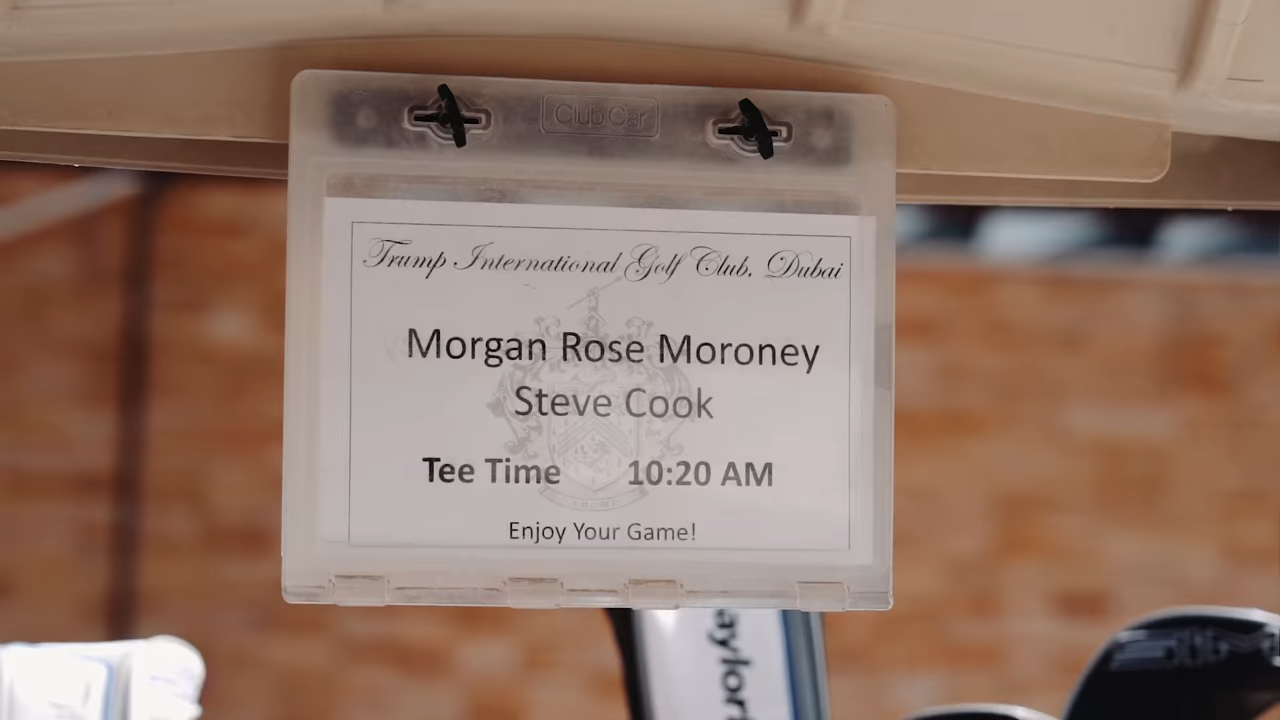 Club Car
Trump International Golf Club, Dubai
Morgan Rose Moroney
Steve Cook
Tee Time 10:20 AM
Enjoy Your Game!
aylor